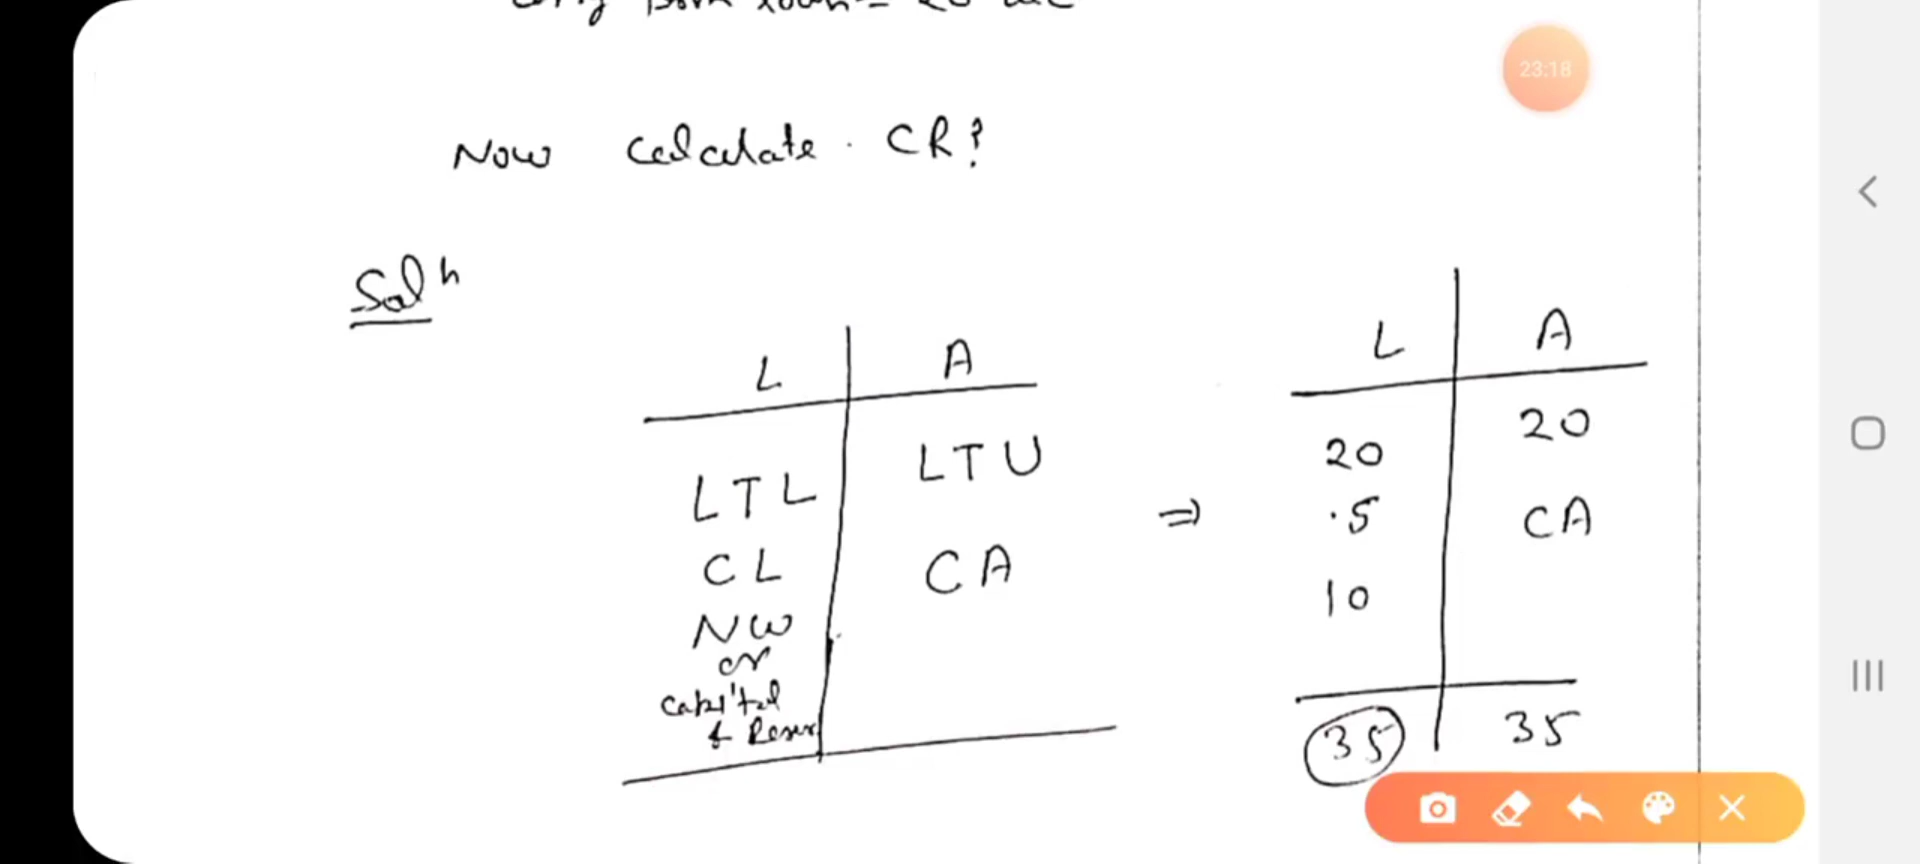 23:18
Now calculate. CR?
Solⁿ
L A
LTL LTU
CL CA
NW
or
Capital
& Reser
⇒
L A
20 20
.5 CA
10
35 35